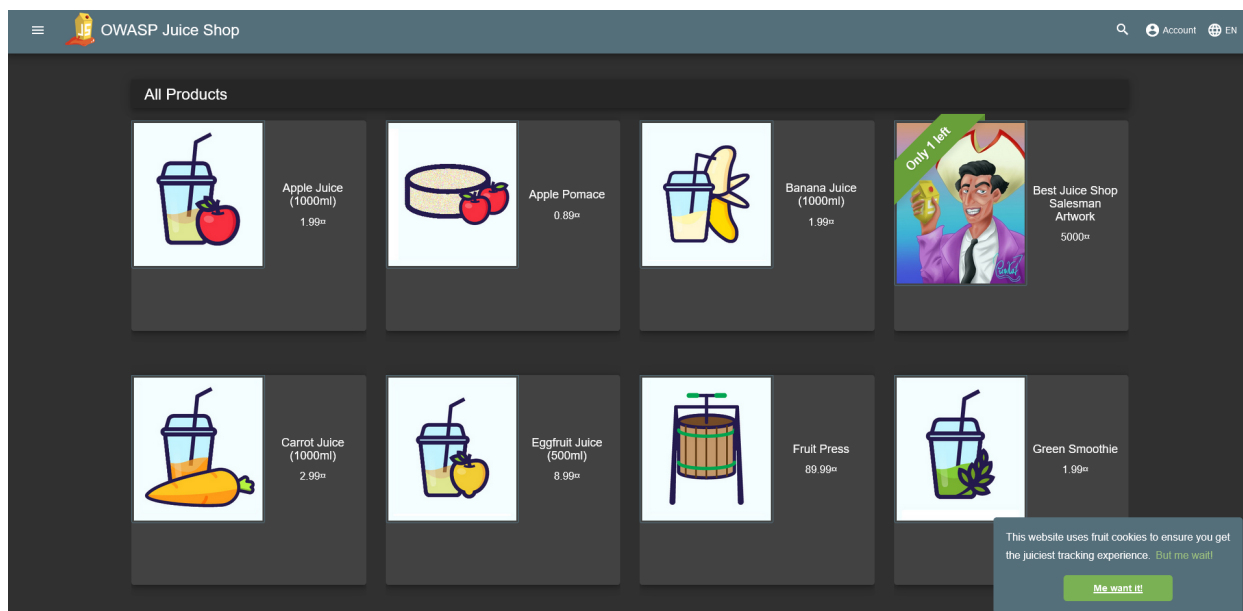 OWASP Juice Shop
Account
EN
All Products
Apple Juice
(1000ml)
1.99¤
Apple Pomace
0.89¤
Banana Juice
(1000ml)
1.99¤
Only 1 left
Best Juice Shop
Salesman
Artwork
5000¤
Carrot Juice
(1000ml)
2.99¤
Eggfruit Juice
(500ml)
8.99¤
Fruit Press
89.99¤
Green Smoothie
1.99¤
This website uses fruit cookies to ensure you get
the juiciest tracking experience. But me wait!
Me want it!